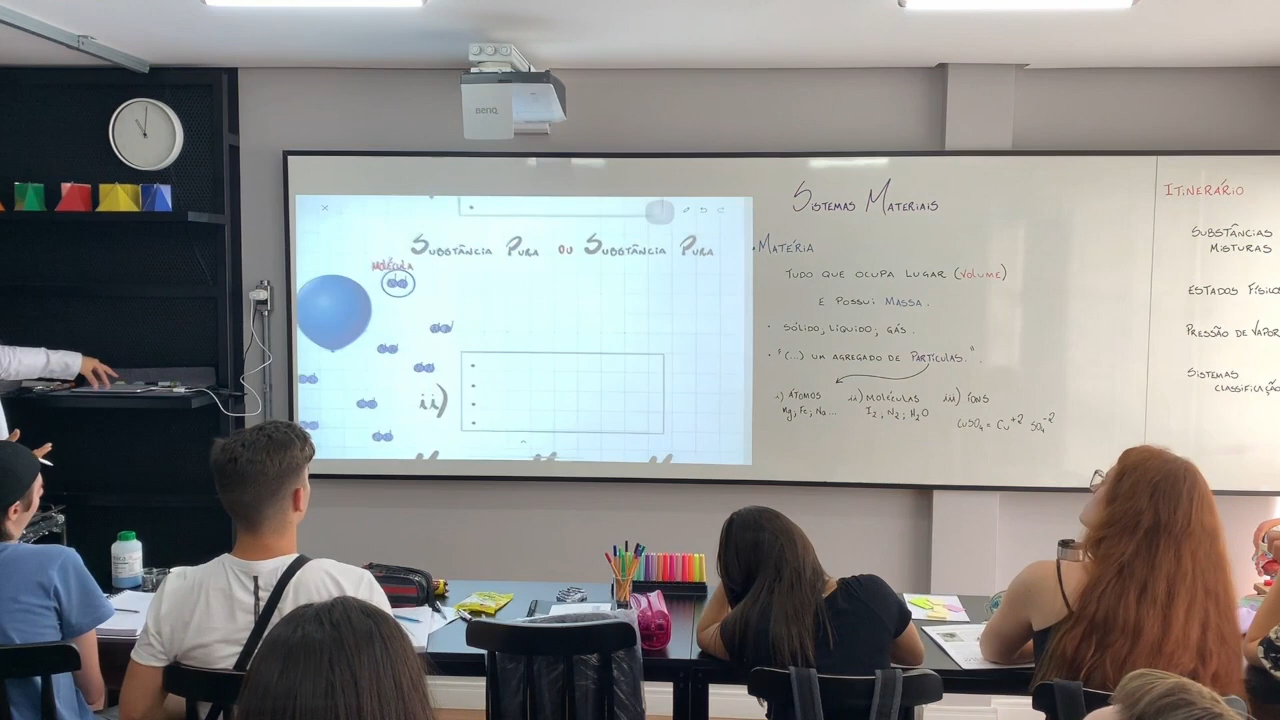 BenQ
Substância Pura ou Substância Pura
MOLÉCULA
ii)
Sistemas Materiais
• Matéria
TUDO QUE OCUPA LUGAR (VOLUME)
E POSSUI MASSA.
• SÓLIDO, LÍQUIDO, GÁS.
• "(...) UM AGREGADO DE PARTÍCULAS."
i) ÁTOMOS ii) MOLÉCULAS iii) ÍONS
Mg, Fe, Na... I₂, N₂, H₂O CuSO₄ = Cu⁺² SO₄⁻²
ITINERÁRIO
SUBSTÂNCIAS
MISTURAS
ESTADOS FÍSICO
PRESSÃO DE VAPOR
SISTEMAS
CLASSIFICAÇÃO